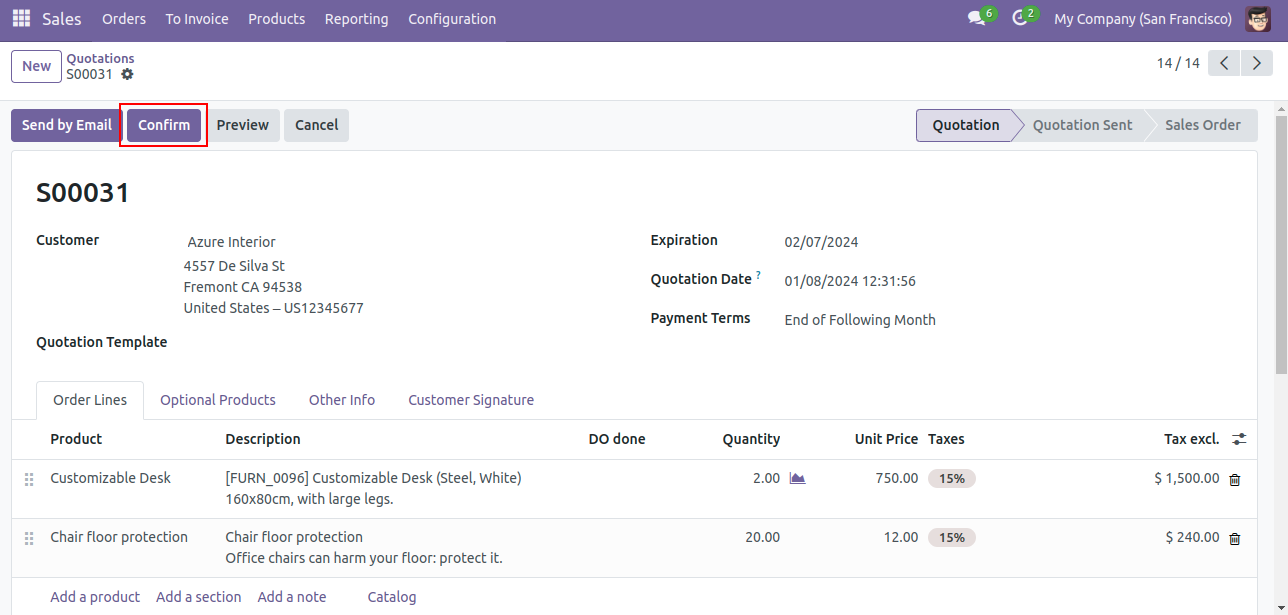 Sales Orders To Invoice Products Reporting Configuration 6 2 My Company (San Francisco)
New Quotations
S00031
14 / 14
Send by Email Confirm Preview Cancel Quotation Quotation Sent Sales Order
S00031
Customer Azure Interior
4557 De Silva St
Fremont CA 94538
United States – US12345677
Quotation Template
Expiration 02/07/2024
Quotation Date ? 01/08/2024 12:31:56
Payment Terms End of Following Month
Order Lines Optional Products Other Info Customer Signature
Product Description DO done Quantity Unit Price Taxes Tax excl.
Customizable Desk [FURN_0096] Customizable Desk (Steel, White) 2.00 750.00 15% $ 1,500.00
160x80cm, with large legs.
Chair floor protection Chair floor protection 20.00 12.00 15% $ 240.00
Office chairs can harm your floor: protect it.
Add a product Add a section Add a note Catalog